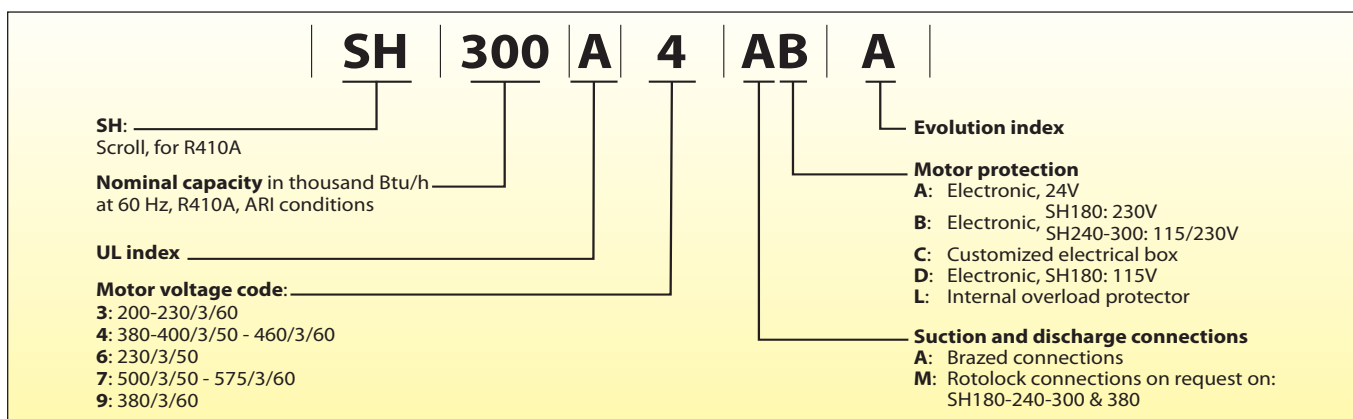 SH 300 A 4 AB A
SH:
Scroll, for R410A
Nominal capacity in thousand Btu/h
at 60 Hz, R410A, ARI conditions
UL index
Motor voltage code:
3: 200-230/3/60
4: 380-400/3/50 - 460/3/60
6: 230/3/50
7: 500/3/50 - 575/3/60
9: 380/3/60
Evolution index
Motor protection
A: Electronic, 24V
B: Electronic, SH180: 230V
SH240-300: 115/230V
C: Customized electrical box
D: Electronic, SH180: 115V
L: Internal overload protector
Suction and discharge connections
A: Brazed connections
M: Rotolock connections on request on:
SH180-240-300 & 380